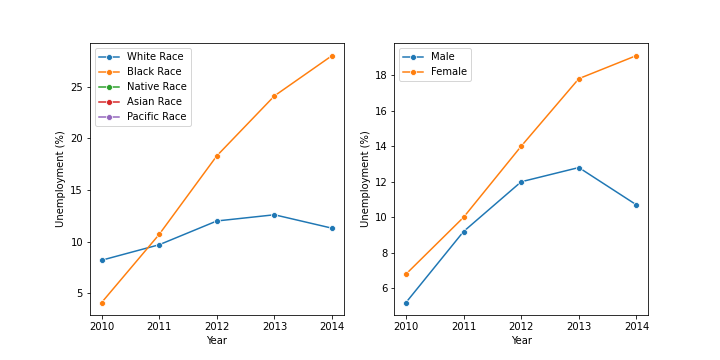 White Race
Black Race
Native Race
Asian Race
Pacific Race
Unemployment (%)
25
20
15
10
5
2010 2011 2012 2013 2014
Year
Male
Female
Unemployment (%)
18
16
14
12
10
8
6
2010 2011 2012 2013 2014
Year